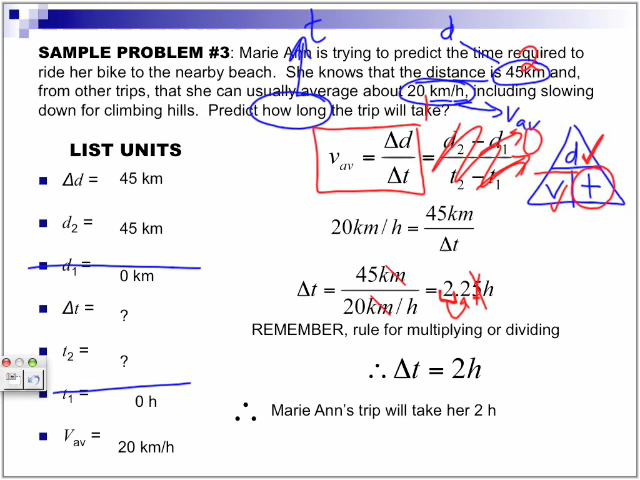 t
d
SAMPLE PROBLEM #3: Marie Ann is trying to predict the time required to
2
ride her bike to the nearby beach. She knows that the distance is 45km and,
from other trips, that she can usually average about 20 km/h, including slowing
1
Vav
down for climbing hills. Predict how long the trip will take?
LIST UNITS
v_av = Δd/Δt = (d₂ − d₁)/(t₂ − t₁)
d
v t
Δd = 45 km
d₂ = 45 km
20km/h = 45km/Δt
d₁ = 0 km
Δt = 45km/20km/h = 2.25h
Δt = ?
REMEMBER, rule for multiplying or dividing
t₂ = ?
∴ Δt = 2h
t₁ = 0 h
∴ Marie Ann's trip will take her 2 h
V_av = 20 km/h